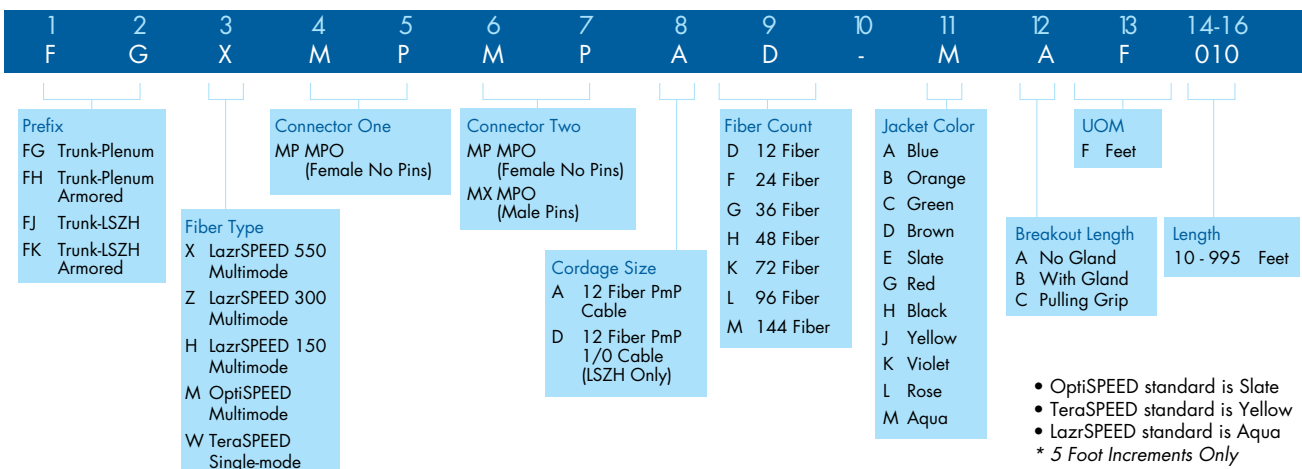 1 2 3 4 5 6 7 8 9 10 11 12 13 14-16
F G X M P M P A D - M A F 010
Prefix
FG Trunk-Plenum
FH Trunk-Plenum
Armored
FJ Trunk-LSZH
FK Trunk-LSZH
Armored
Fiber Type
X LazrSPEED 550
Multimode
Z LazrSPEED 300
Multimode
H LazrSPEED 150
Multimode
M OptiSPEED
Multimode
W TeraSPEED
Single-mode
Connector One
MP MPO
(Female No Pins)
Connector Two
MP MPO
(Female No Pins)
MX MPO
(Male Pins)
Cordage Size
A 12 Fiber PmP
Cable
D 12 Fiber PmP
1/0 Cable
(LSZH Only)
Fiber Count
D 12 Fiber
F 24 Fiber
G 36 Fiber
H 48 Fiber
K 72 Fiber
L 96 Fiber
M 144 Fiber
Jacket Color
A Blue
B Orange
C Green
D Brown
E Slate
G Red
H Black
J Yellow
K Violet
L Rose
M Aqua
Breakout Length
A No Gland
B With Gland
C Pulling Grip
UOM
F Feet
Length
10 - 995 Feet
• OptiSPEED standard is Slate
• TeraSPEED standard is Yellow
• LazrSPEED standard is Aqua
* 5 Foot Increments Only